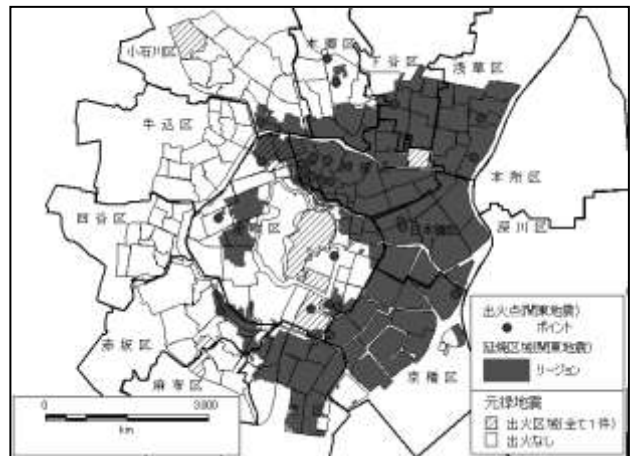 本郷区
下谷区
浅草区
小石川区
牛込区
本所区
四谷区
日本橋区
深川区
赤坂区
麻布区
京橋区
出火点(関東地震)
ポイント
延焼区域(関東地震)
リージョン
元禄地震
出火区域(全て1件)
出火なし
0
3,000
km